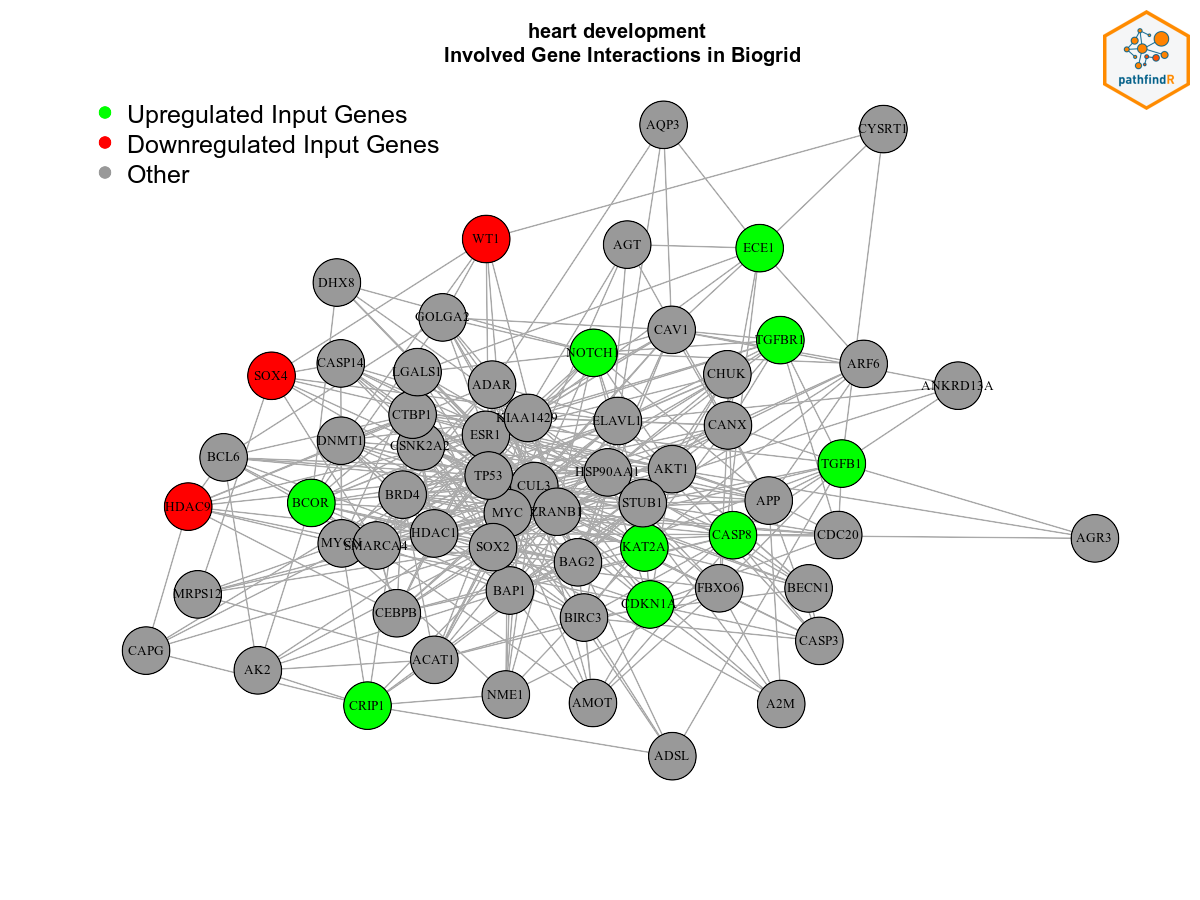 heart development
Involved Gene Interactions in Biogrid
pathfindR
Upregulated Input Genes
Downregulated Input Genes
Other
AQP3
CYSRT1
WT1
AGT
ECE1
DHX8
GOLGA2
CAV1
TGFBR1
NOTCH1
CASP14
LGALS1
ADAR
CHUK
ARF6
SOX4
ANKRD13A
CTBP1
KIAA1429
ELAVL1
CANX
ESR1
DNMT1
CSNK2A2
BCL6
TGFB1
TP53
HSP90AA1
AKT1
CUL3
BRD4
BCOR
HDAC9
STUB1
APP
MYC
ZRANB1
HDAC1
MYCN
SMARCA4
SOX2
KAT2A
CASP8
CDC20
AGR3
BAG2
MRPS12
BAP1
FBXO6
BECN1
CDKN1A
CEBPB
BIRC3
CASP3
CAPG
ACAT1
AK2
NME1
AMOT
A2M
CRIP1
ADSL